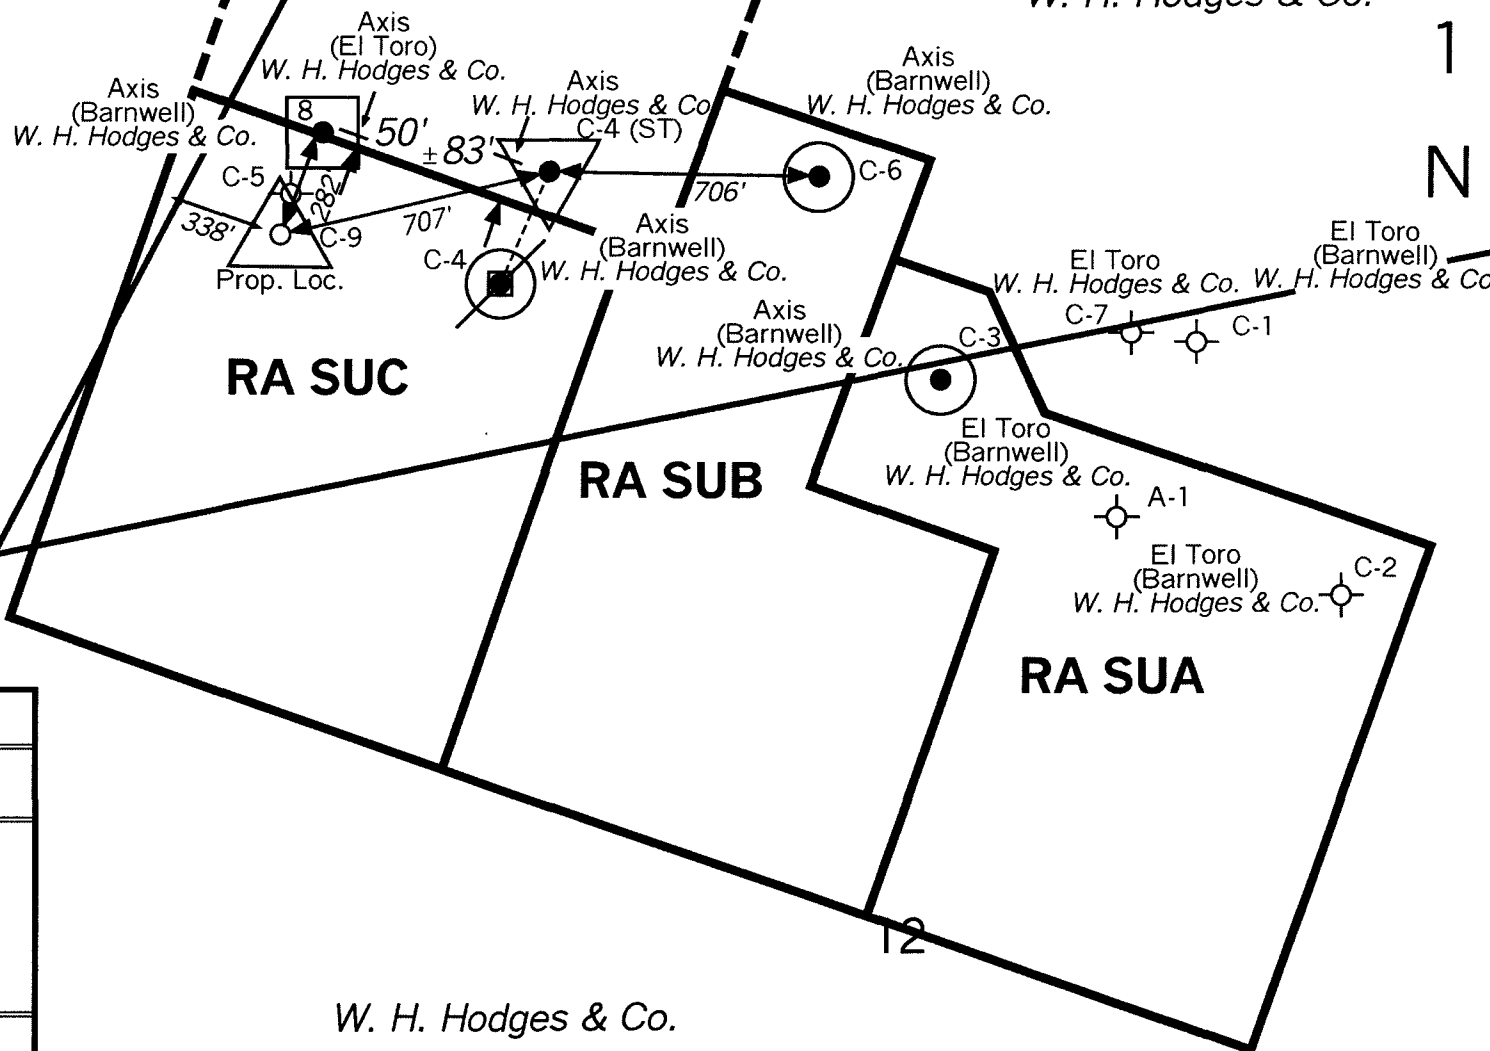 W. H. Hodges & Co.
1
N
Axis
(El Toro)
W. H. Hodges & Co.
Axis
(Barnwell)
W. H. Hodges & Co.
Axis
W. H. Hodges & Co
C-4 (ST)
Axis
(Barnwell)
W. H. Hodges & Co.
8
50'
±83'
C-5
282'
338'
C-9
Prop. Loc.
707'
706'
C-6
C-4
Axis
(Barnwell)
W. H. Hodges & Co.
El Toro
W. H. Hodges & Co.
El Toro
(Barnwell)
W. H. Hodges & Co
C-7
C-1
Axis
(Barnwell)
W. H. Hodges & Co.
C-3
RA SUC
El Toro
(Barnwell)
W. H. Hodges & Co.
RA SUB
A-1
El Toro
(Barnwell)
W. H. Hodges & Co.
C-2
RA SUA
12
W. H. Hodges & Co.